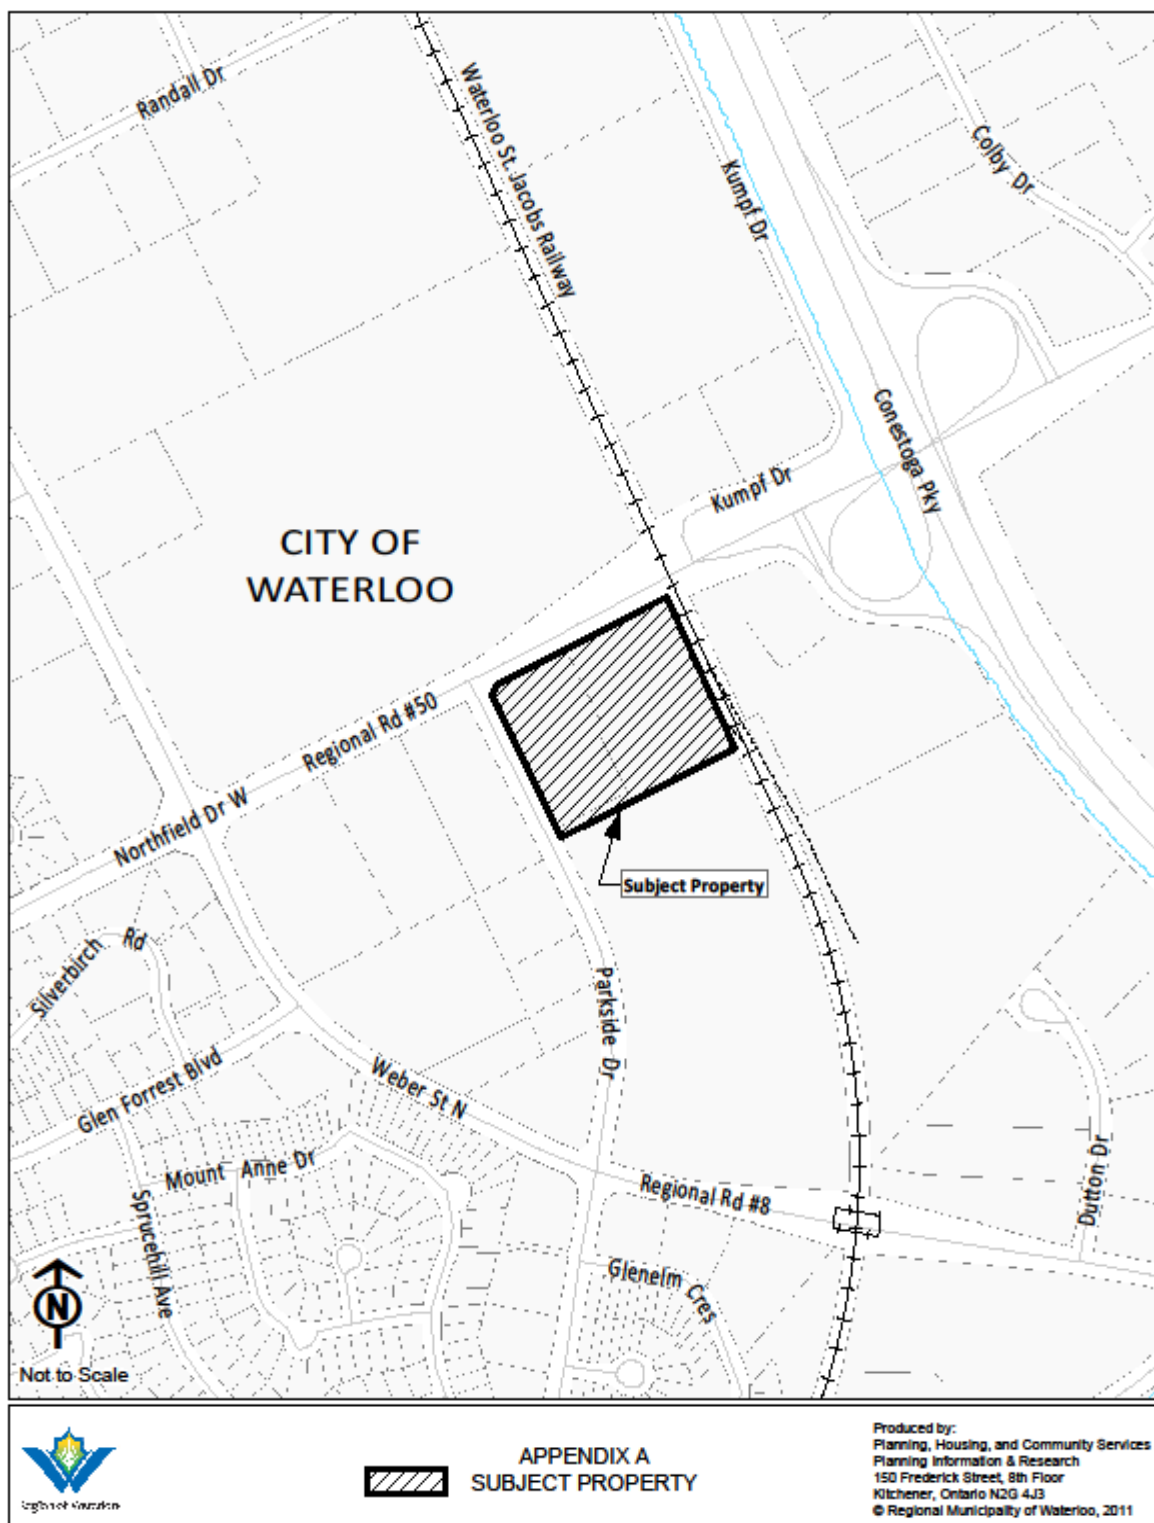 Randall Dr
Waterloo St. Jacobs Railway
Kumpf Dr
Colby Dr
Conestoga Pky
Kumpf Dr
CITY OF
WATERLOO
Regional Rd #50
Northfield Dr W
Subject Property
Silverbirch Rd
Parkside Dr
Glen Forrest Blvd
Weber St N
Mount Anne Dr
Regional Rd #8
Dutton Dr
Sprucehill Ave
Glenelm Cres
N
Not to Scale
Region of Waterloo
APPENDIX A
SUBJECT PROPERTY
Produced by:
Planning, Housing, and Community Services
Planning Information & Research
150 Frederick Street, 8th Floor
Kitchener, Ontario N2G 4J3
© Regional Municipality of Waterloo, 2011